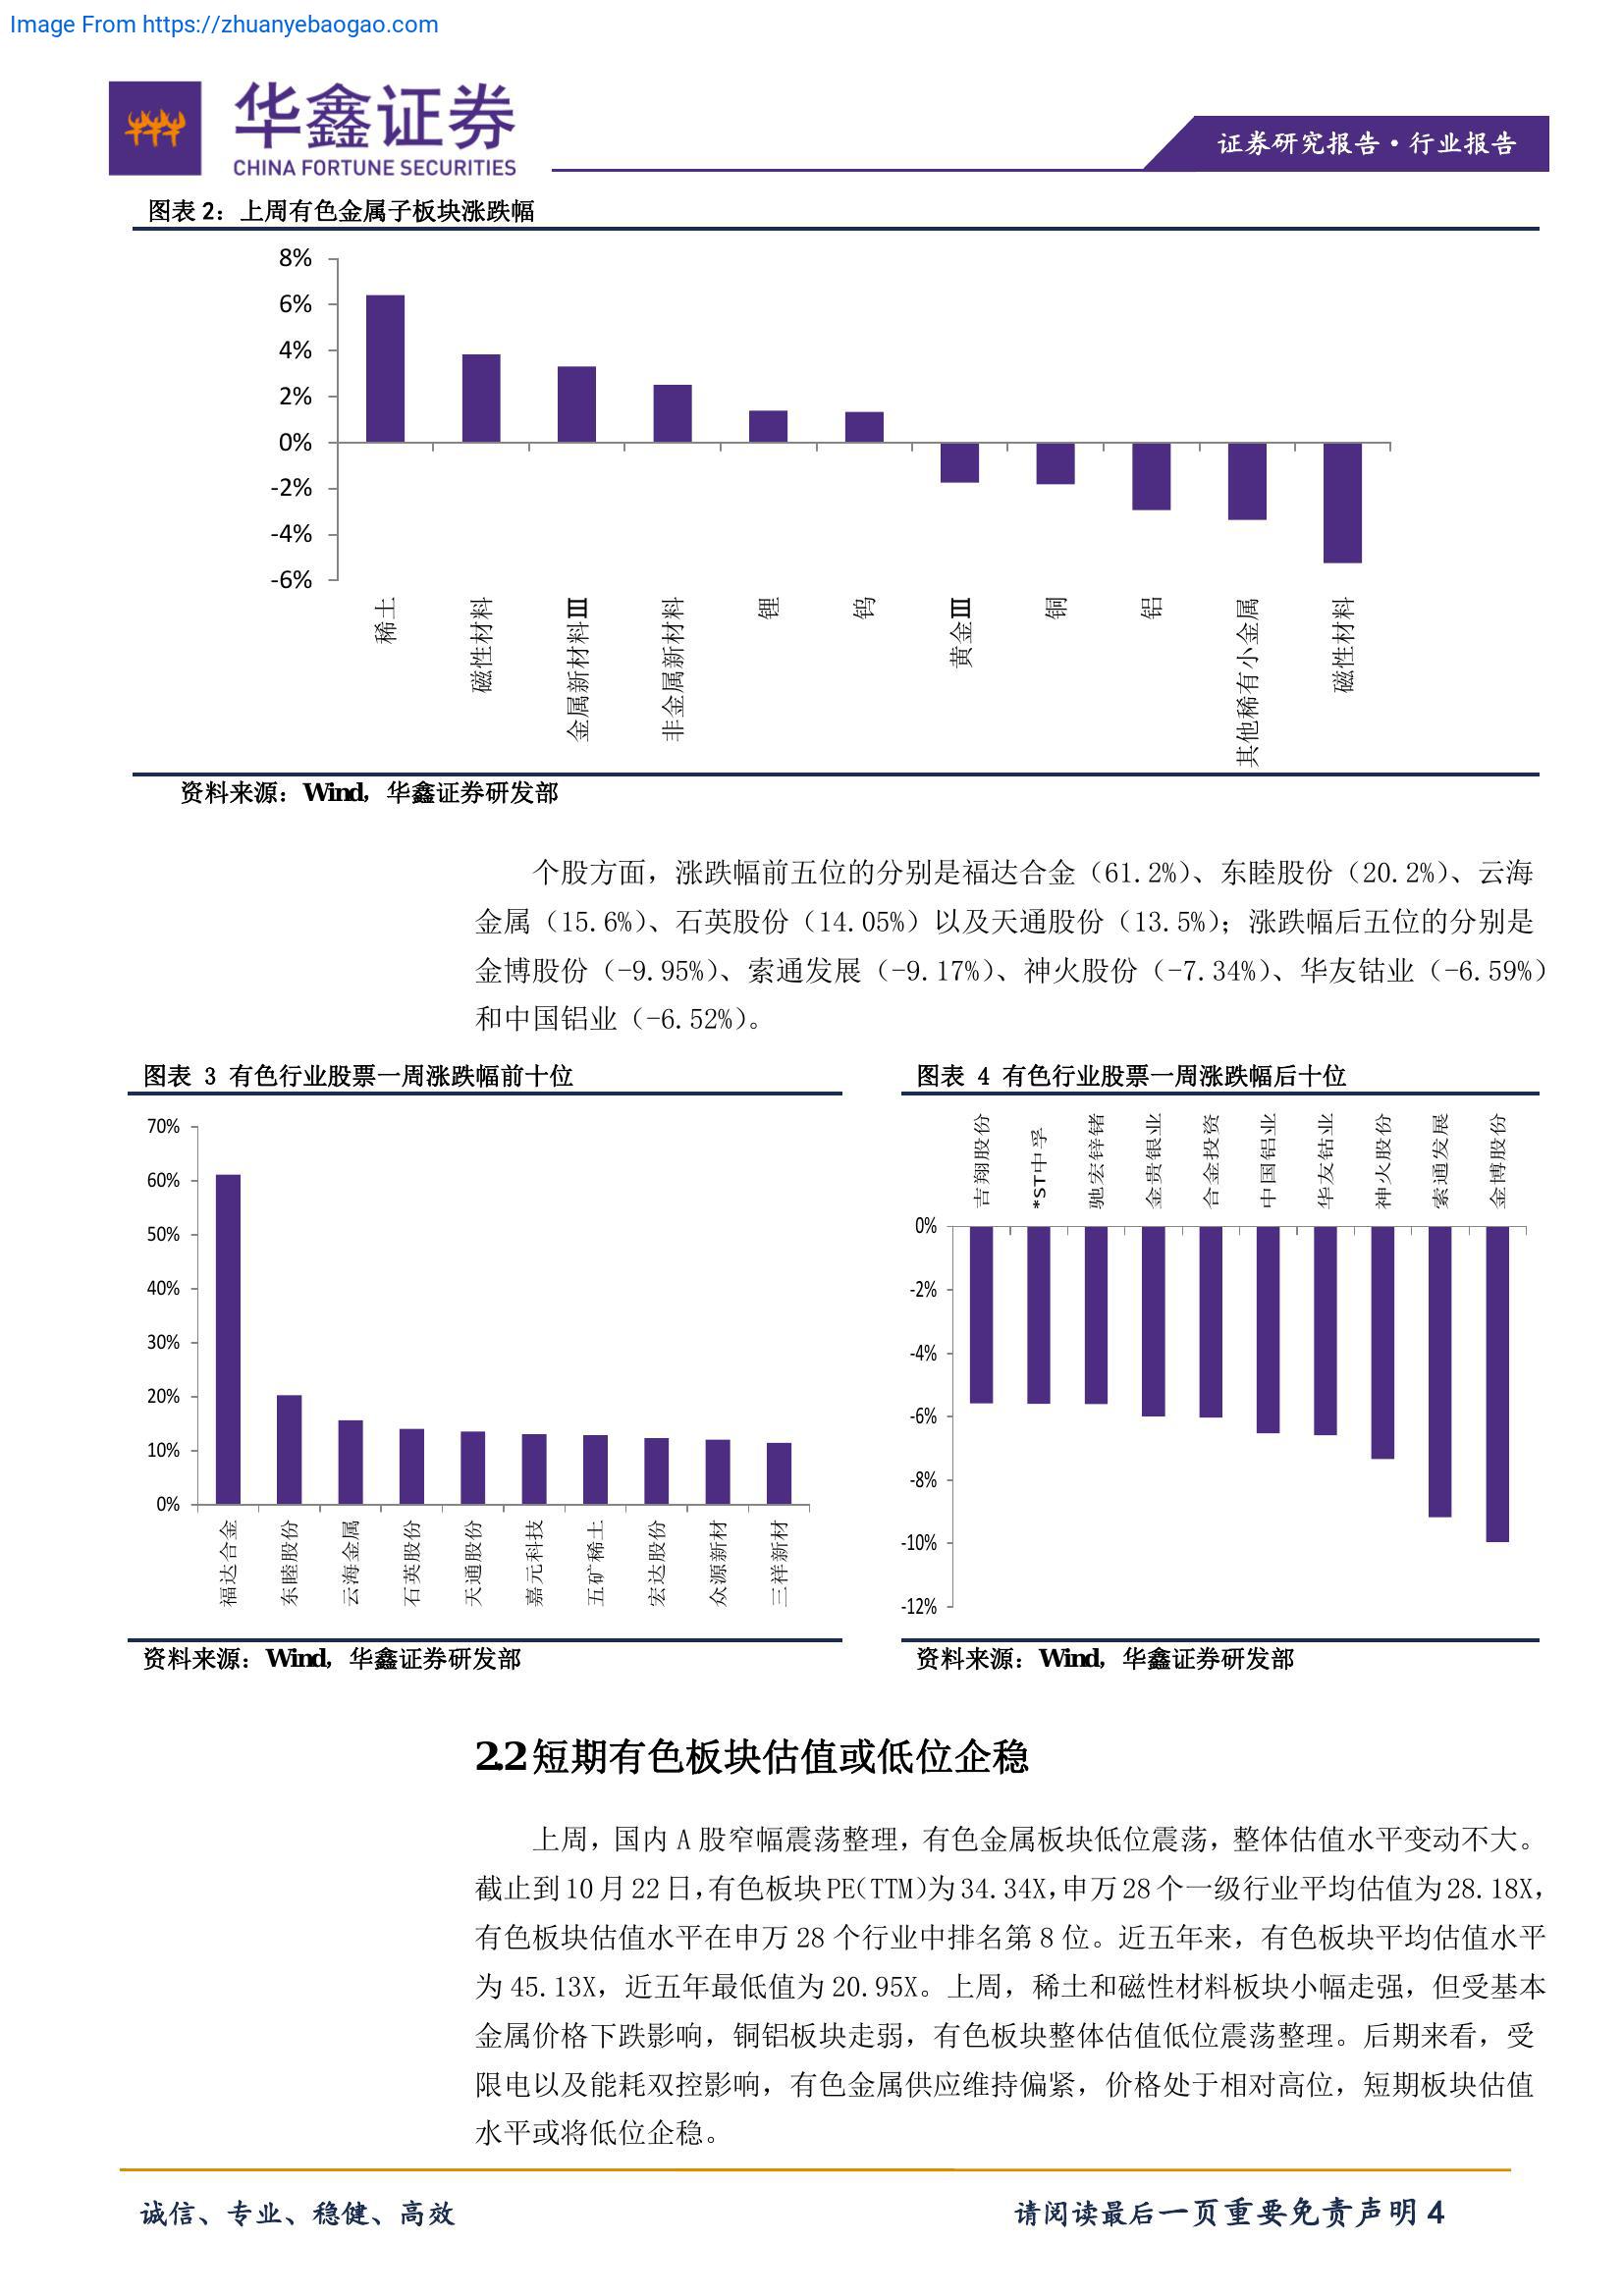 Image From https://zhuanyebaogao.com
华鑫证券
CHINA FORTUNE SECURITIES
证券研究报告·行业报告
图表 2：上周有色金属子板块涨跌幅
8%
6%
4%
2%
0%
-2%
-4%
-6%
稀土
磁性材料
金属新材料Ⅲ
非金属新材料
锂
钨
黄金Ⅲ
铜
铝
其他稀有小金属
磁性材料
资料来源：Wind，华鑫证券研发部
个股方面，涨跌幅前五位的分别是福达合金（61.2%）、东睦股份（20.2%）、云海
金属（15.6%）、石英股份（14.05%）以及天通股份（13.5%）；涨跌幅后五位的分别是
金博股份（-9.95%）、索通发展（-9.17%）、神火股份（-7.34%）、华友钴业（-6.59%）
和中国铝业（-6.52%）。
图表 3 有色行业股票一周涨跌幅前十位
70%
60%
50%
40%
30%
20%
10%
0%
福达合金
东睦股份
云海金属
石英股份
天通股份
嘉元科技
五矿稀土
宏达股份
众源新材
三祥新材
资料来源：Wind，华鑫证券研发部
图表 4 有色行业股票一周涨跌幅后十位
吉翔股份
*ST中孚
驰宏锌锗
金贵银业
合金投资
中国铝业
华友钴业
神火股份
索通发展
金博股份
0%
-2%
-4%
-6%
-8%
-10%
-12%
资料来源：Wind，华鑫证券研发部
2.2 短期有色板块估值或低位企稳
上周，国内 A 股窄幅震荡整理，有色金属板块低位震荡，整体估值水平变动不大。
截止到 10 月 22 日，有色板块 PE（TTM）为 34.34X，申万 28 个一级行业平均估值为 28.18X，
有色板块估值水平在申万 28 个行业中排名第 8 位。近五年来，有色板块平均估值水平
为 45.13X，近五年最低值为 20.95X。上周，稀土和磁性材料板块小幅走强，但受基本
金属价格下跌影响，铜铝板块走弱，有色板块整体估值低位震荡整理。后期来看，受
限电以及能耗双控影响，有色金属供应维持偏紧，价格处于相对高位，短期板块估值
水平或将低位企稳。
诚信、专业、稳健、高效
请阅读最后一页重要免责声明 4